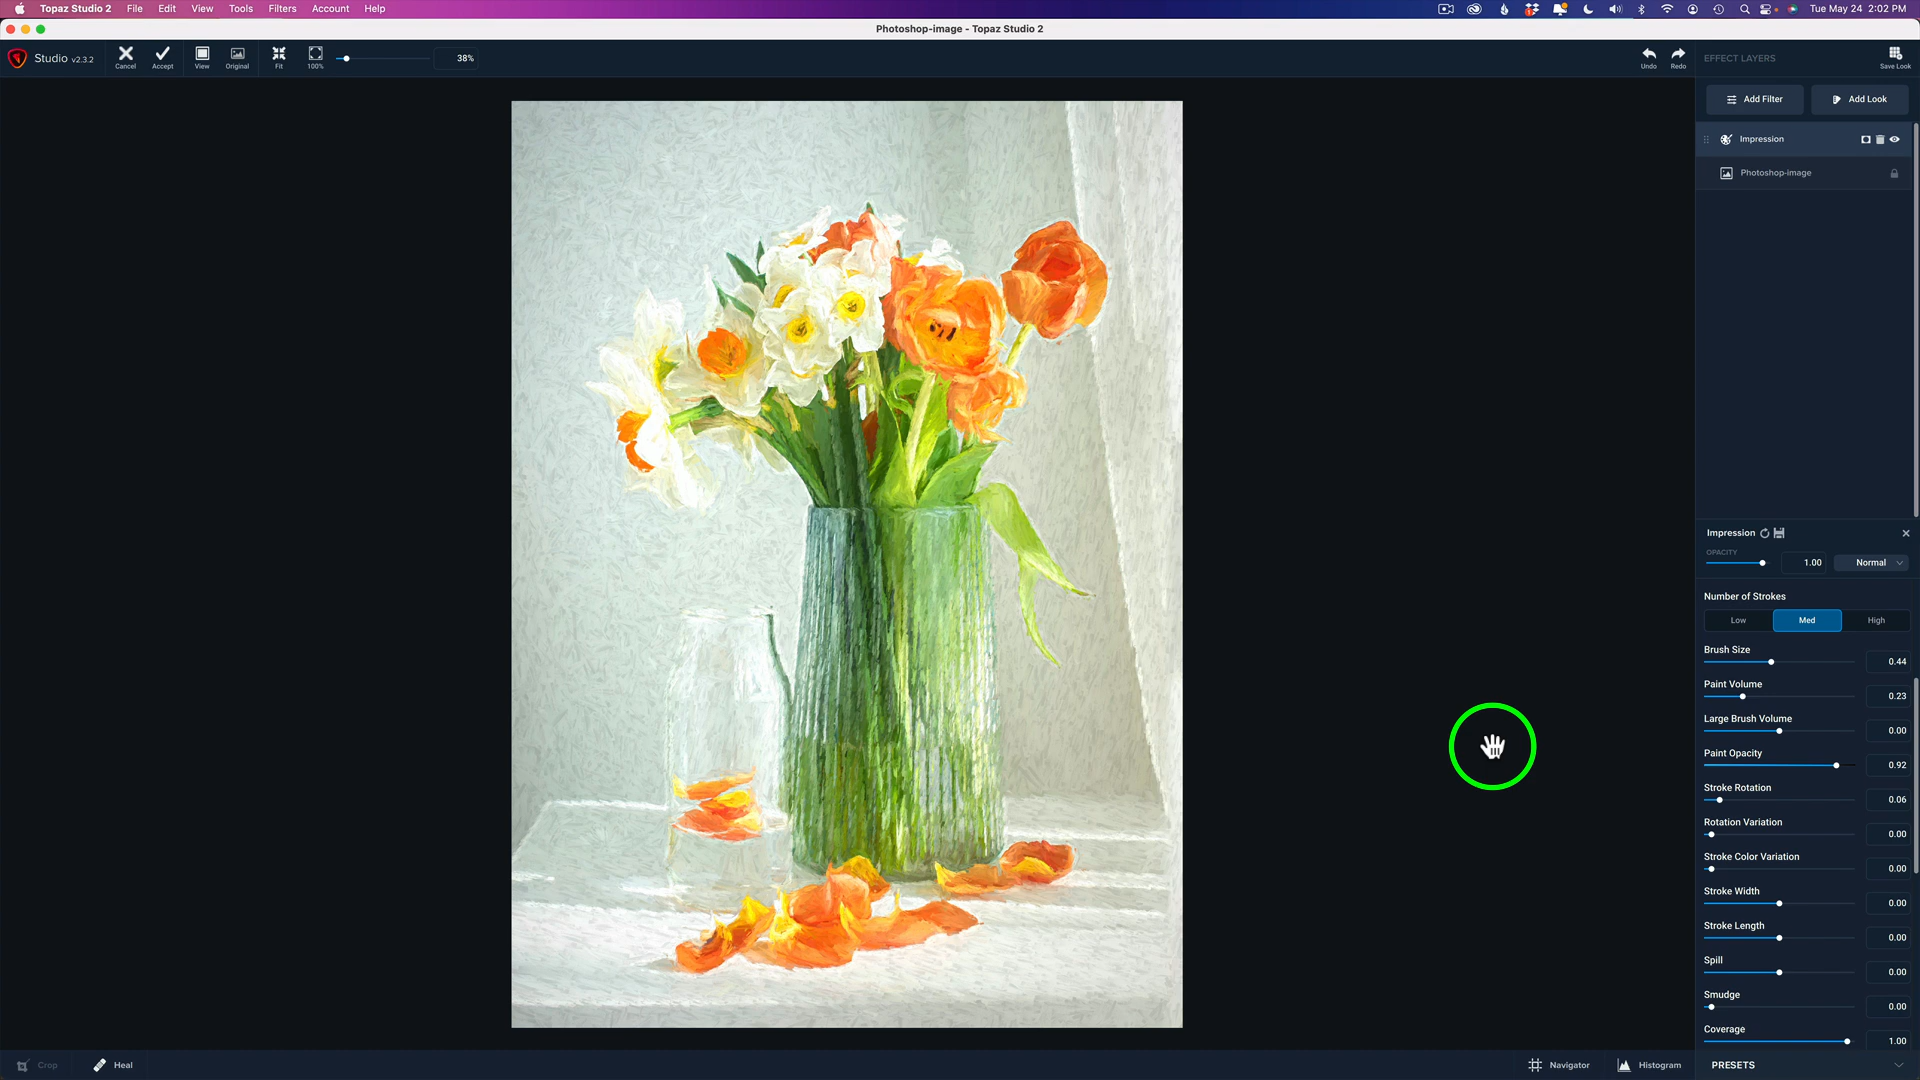 Topaz Studio 2 File Edit View Tools Filters Account Help Tue May 24 2:02 PM
Photoshop-image - Topaz Studio 2
Studio v2.3.2 Cancel Accept View Original Fit 100% 38% Undo Redo EFFECT LAYERS Save Look
Add Filter Add Look
Impression
Photoshop-image
Impression
OPACITY
1.00 Normal
Number of Strokes
Low Med High
Brush Size
0.44
Paint Volume
0.23
Large Brush Volume
0.00
Paint Opacity
0.92
Stroke Rotation
0.06
Rotation Variation
0.00
Stroke Color Variation
0.00
Stroke Width
0.00
Stroke Length
0.00
Spill
0.00
Smudge
0.00
Coverage
1.00
Crop Heal Navigator Histogram PRESETS